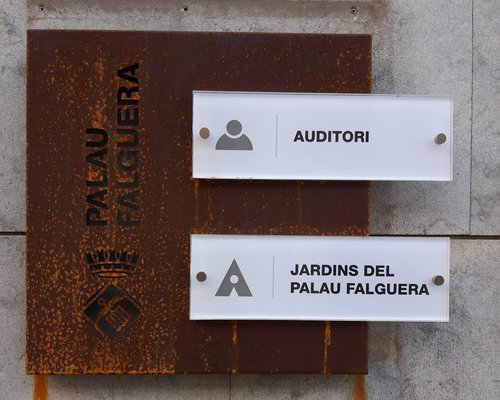 PALAU
FALGUERA
AUDITORI
JARDINS DEL
PALAU FALGUERA